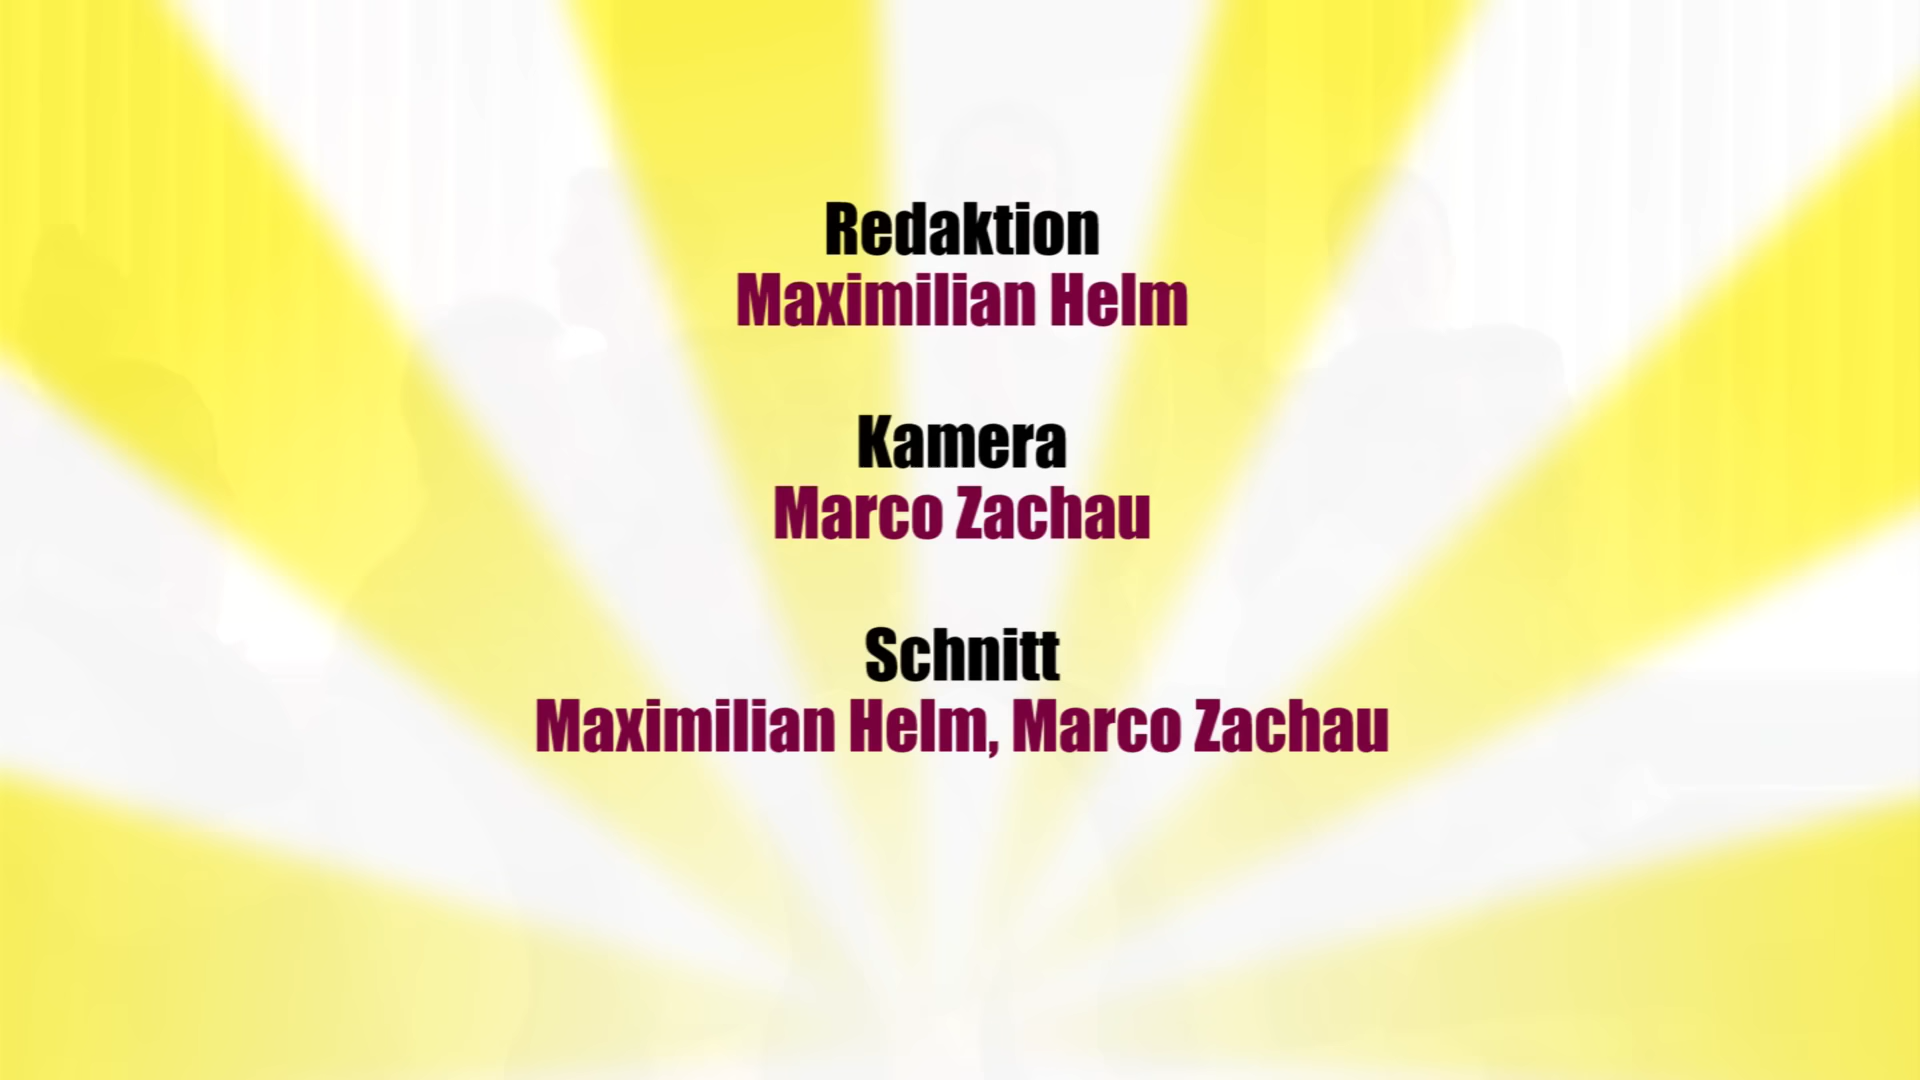 Redaktion
Maximilian Helm
Kamera
Marco Zachau
Schnitt
Maximilian Helm, Marco Zachau